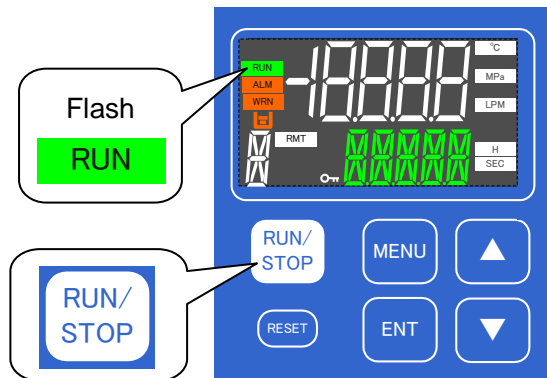 Flash
RUN
RUN
ALM
WRN
RMT
℃
MPa
LPM
H
SEC
RUN/
STOP
RUN/
STOP
MENU
RESET
ENT